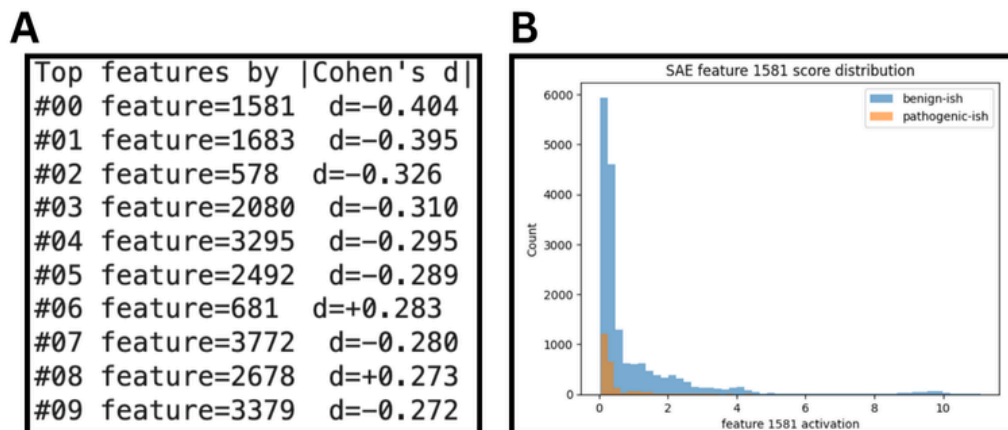 A
Top features by |Cohen's d|
#00 feature=1581 d=-0.404
#01 feature=1683 d=-0.395
#02 feature=578 d=-0.326
#03 feature=2080 d=-0.310
#04 feature=3295 d=-0.295
#05 feature=2492 d=-0.289
#06 feature=681 d=+0.283
#07 feature=3772 d=-0.280
#08 feature=2678 d=+0.273
#09 feature=3379 d=-0.272
B
SAE feature 1581 score distribution
benign-ish
pathogenic-ish
Count
6000
5000
4000
3000
2000
1000
0
0 2 4 6 8 10
feature 1581 activation